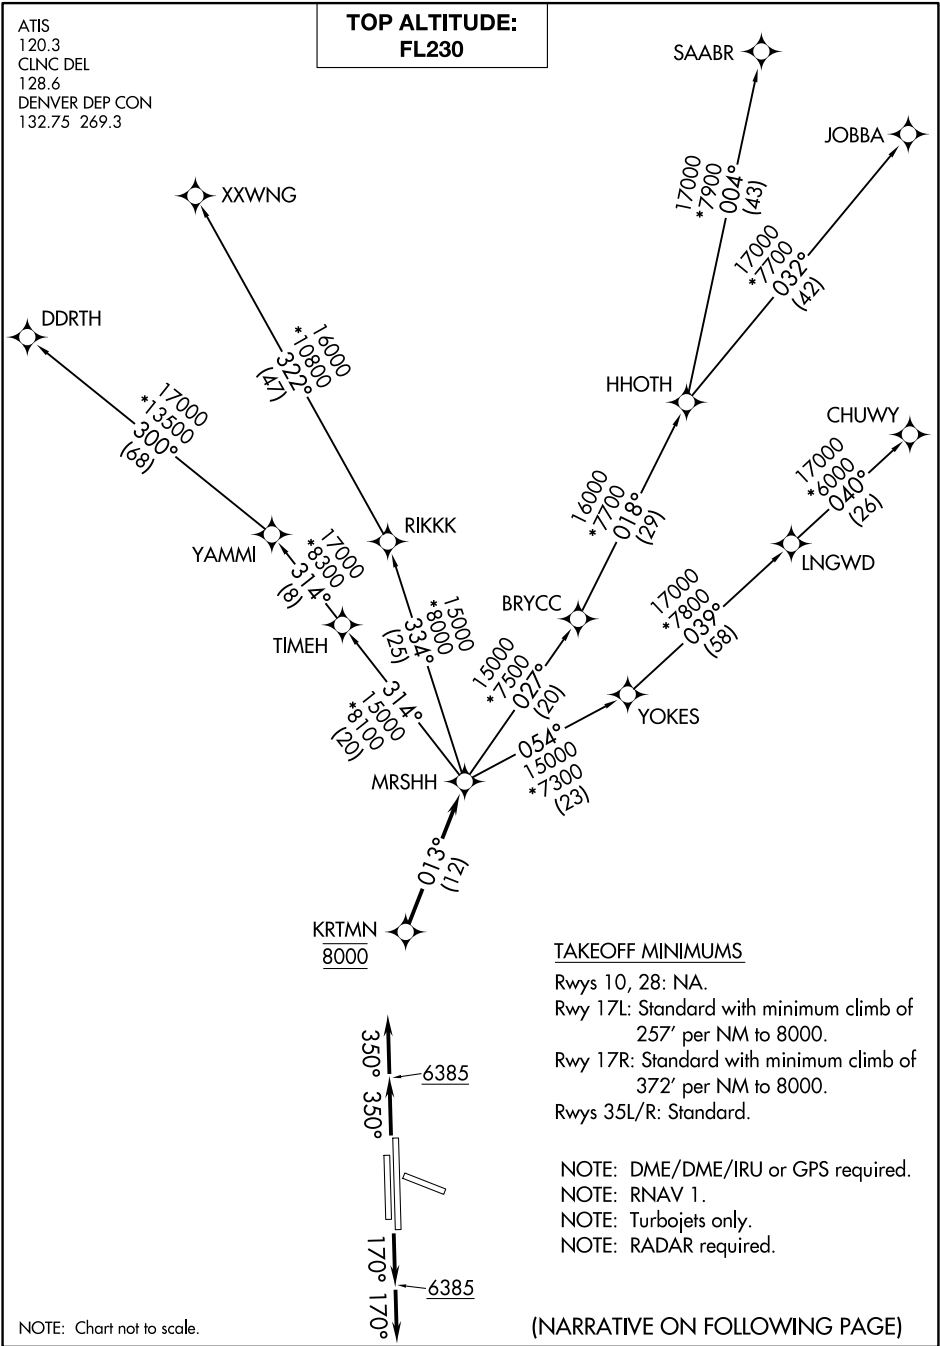 ATIS
120.3
CLNC DEL
128.6
DENVER DEP CON
132.75 269.3
TOP ALTITUDE:
FL230
SAABR
JOBBA
17000
*7900
004°
(43)
17000
*7700
032°
(42)
XXWNG
DDRTH
16000
*10800
322°
(47)
17000
*13500
300°
(68)
HHOTH
CHUWY
17000
*6000
040°
(26)
16000
*7700
018°
(29)
RIKKK
YAMMI
17000
*8300
314°
(8)
LNGWD
BRYCC
17000
*7800
039°
(58)
TIMEH
15000
*8000
334°
(25)
15000
*7500
027°
(20)
YOKES
314°
15000
*8100
(20)
054°
15000
*7300
(23)
MRSHH
013°
(12)
KRTMN
8000
TAKEOFF MINIMUMS
Rwys 10, 28: NA.
Rwy 17L: Standard with minimum climb of
257' per NM to 8000.
Rwy 17R: Standard with minimum climb of
372' per NM to 8000.
Rwys 35L/R: Standard.
350°
6385
350°
NOTE: DME/DME/IRU or GPS required.
NOTE: RNAV 1.
NOTE: Turbojets only.
NOTE: RADAR required.
170°
6385
170°
NOTE: Chart not to scale.
(NARRATIVE ON FOLLOWING PAGE)